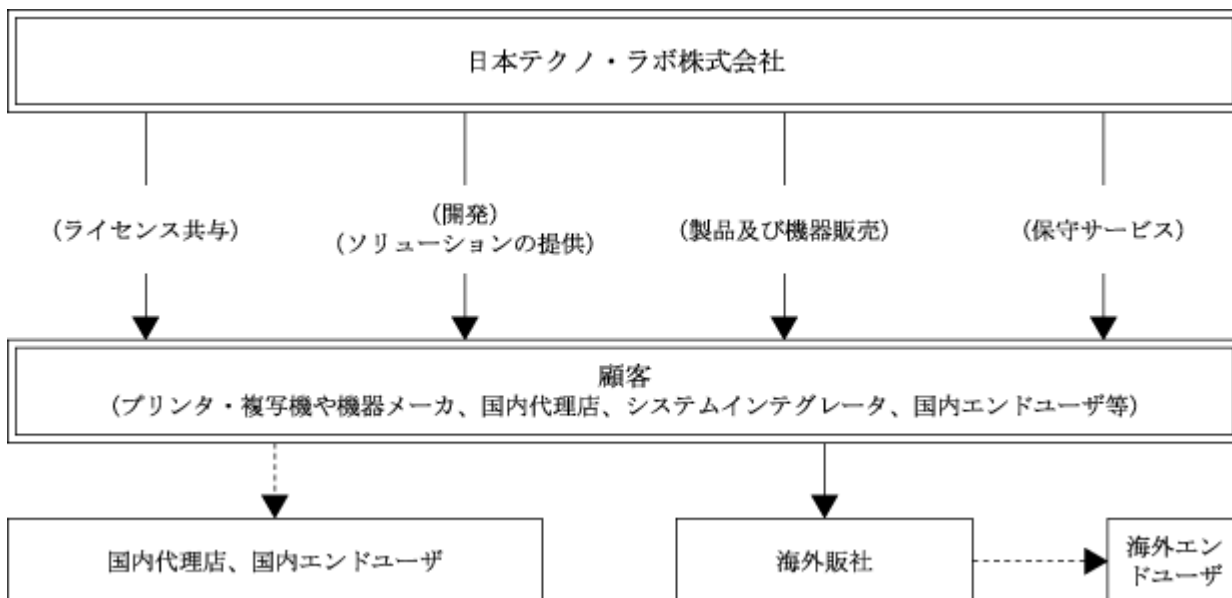 日本テクノ・ラボ株式会社
(ライセンス共与)
(開発)
(ソリューションの提供)
(製品及び機器販売)
(保守サービス)
顧客
(プリンタ・複写機や機器メーカ、国内代理店、システムインテグレータ、国内エンドユーザ等)
国内代理店、国内エンドユーザ
海外販社
海外エン
ドユーザ